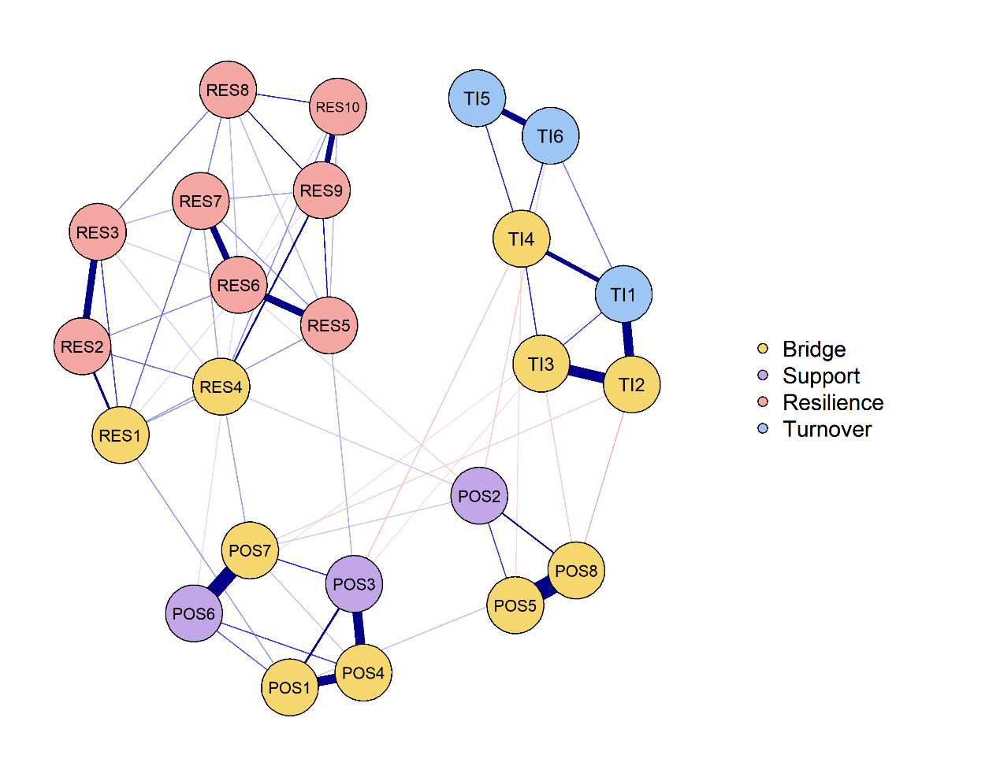 RES8
RES10
TI5
TI6
RES7
RES9
RES3
TI4
RES6
TI1
RES2
RES5
TI3
TI2
RES4
RES1
Bridge
Support
Resilience
Turnover
POS2
POS7
POS3
POS8
POS6
POS5
POS1
POS4